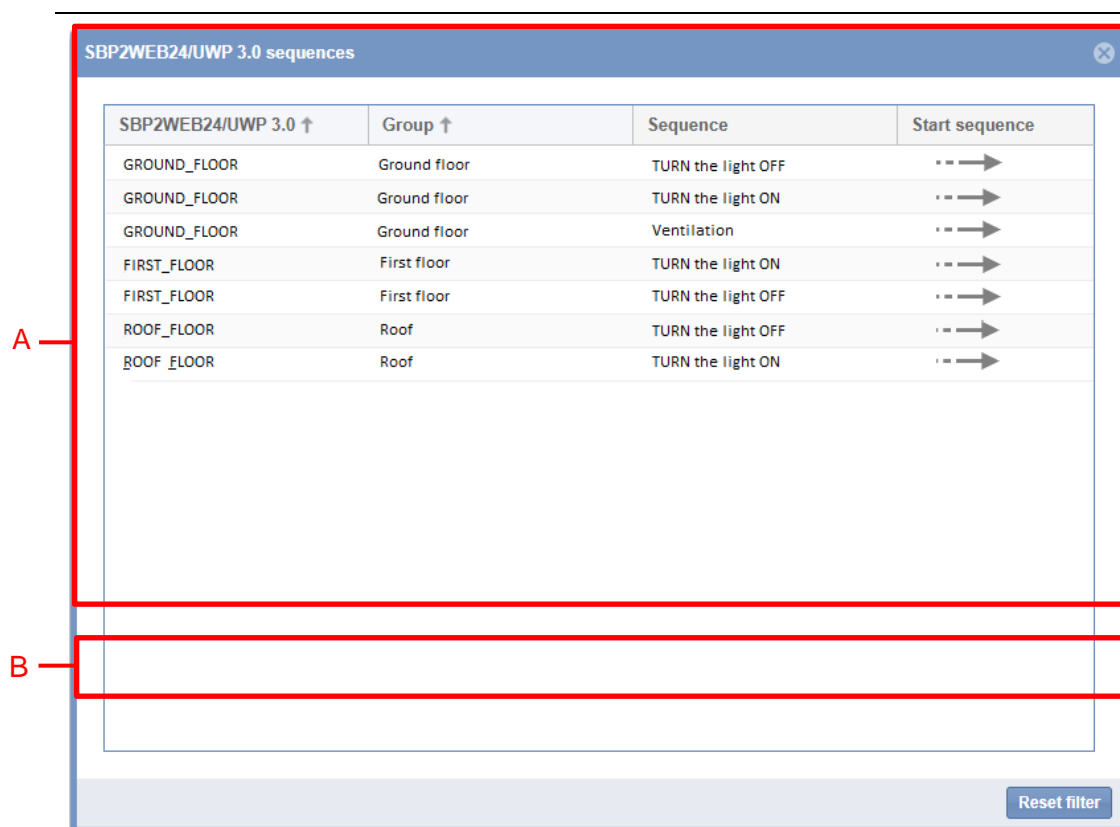 SBP2WEB24/UWP 3.0 sequences
SBP2WEB24/UWP 3.0 Group Sequence Start sequence
GROUND_FLOOR Ground floor TURN the light OFF
GROUND_FLOOR Ground floor TURN the light ON
GROUND_FLOOR Ground floor Ventilation
FIRST_FLOOR First floor TURN the light ON
FIRST_FLOOR First floor TURN the light OFF
ROOF_FLOOR Roof TURN the light OFF
A
ROOF FLOOR Roof TURN the light ON
B
Reset filter